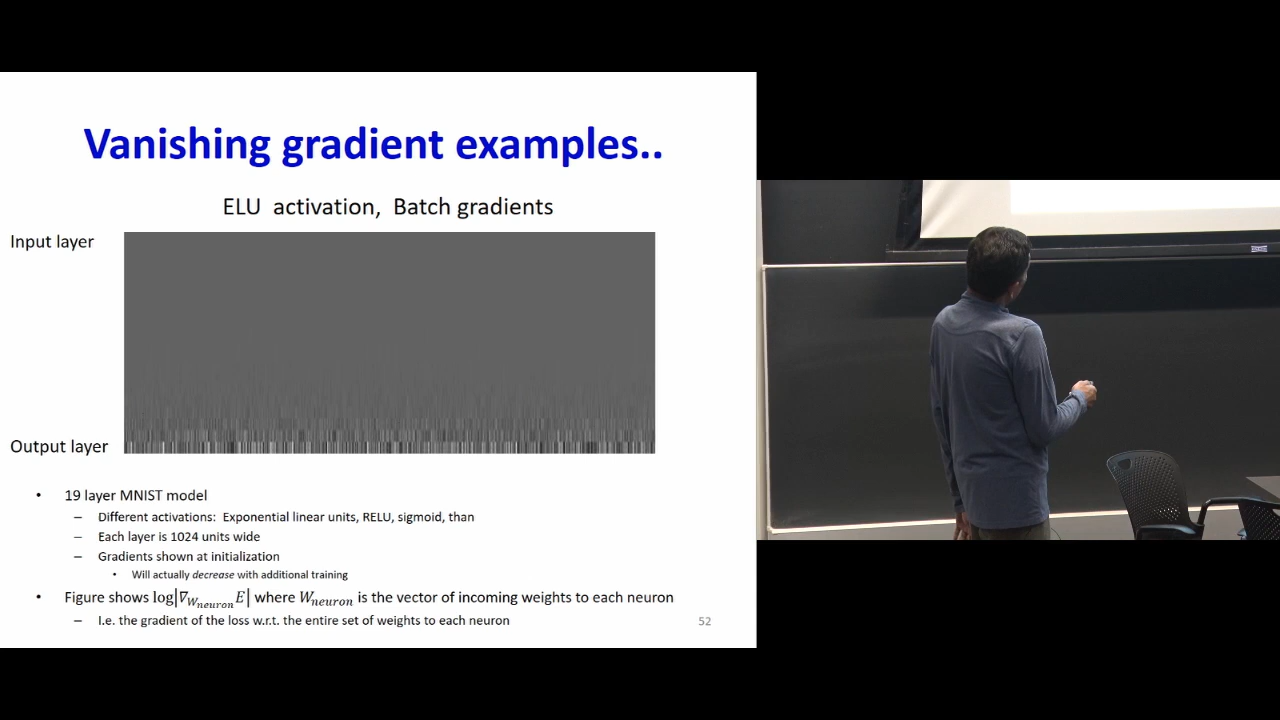 Vanishing gradient examples..
ELU activation, Batch gradients
Input layer
Output layer
• 19 layer MNIST model
– Different activations: Exponential linear units, RELU, sigmoid, than
– Each layer is 1024 units wide
– Gradients shown at initialization
• Will actually decrease with additional training
• Figure shows log|∇W_neuron E| where W_neuron is the vector of incoming weights to each neuron
– I.e. the gradient of the loss w.r.t. the entire set of weights to each neuron
52